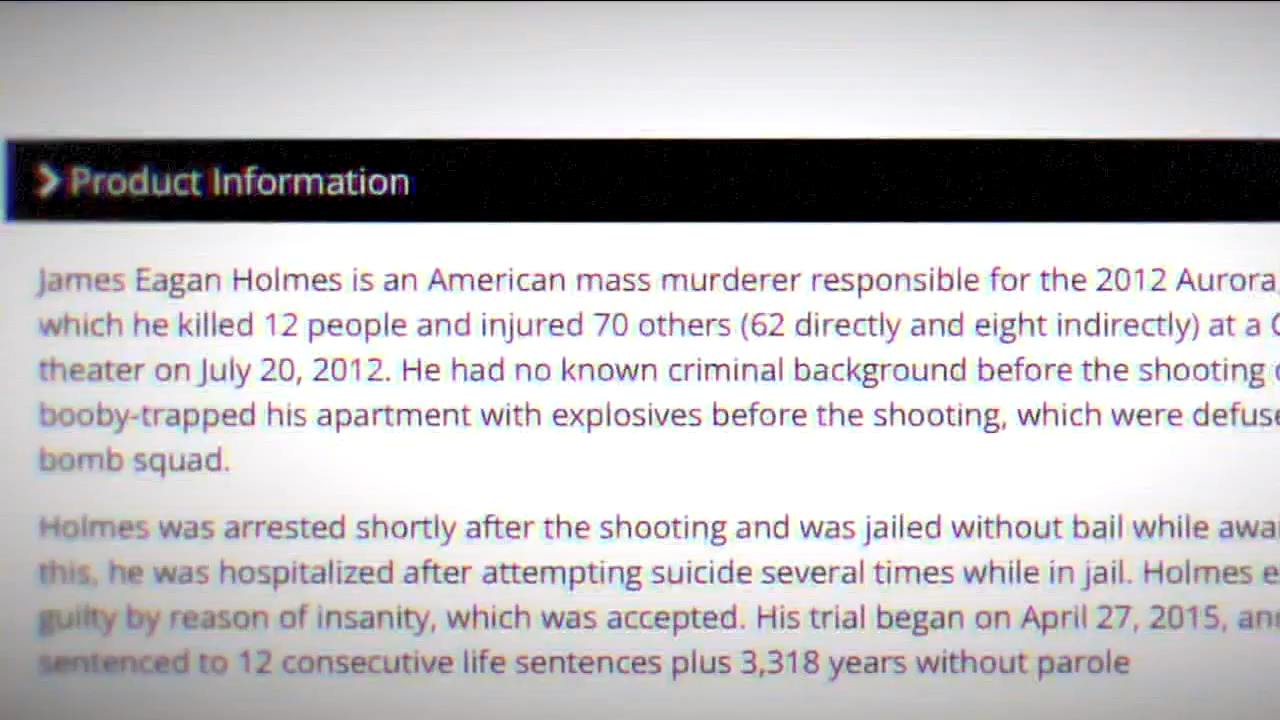 Product Information
James Eagan Holmes is an American mass murderer responsible for the 2012 Aurora,
which he killed 12 people and injured 70 others (62 directly and eight indirectly) at a
theater on July 20, 2012. He had no known criminal background before the shooting
booby-trapped his apartment with explosives before the shooting, which were
bomb squad.
Holmes was arrested shortly after the shooting and was jailed without bail while
this, he was hospitalized after attempting suicide several times while in jail. Holmes
guilty by reason of insanity, which was accepted. His trial began on April 27, 2015,
sentenced to 12 consecutive life sentences plus 3,318 years without parole